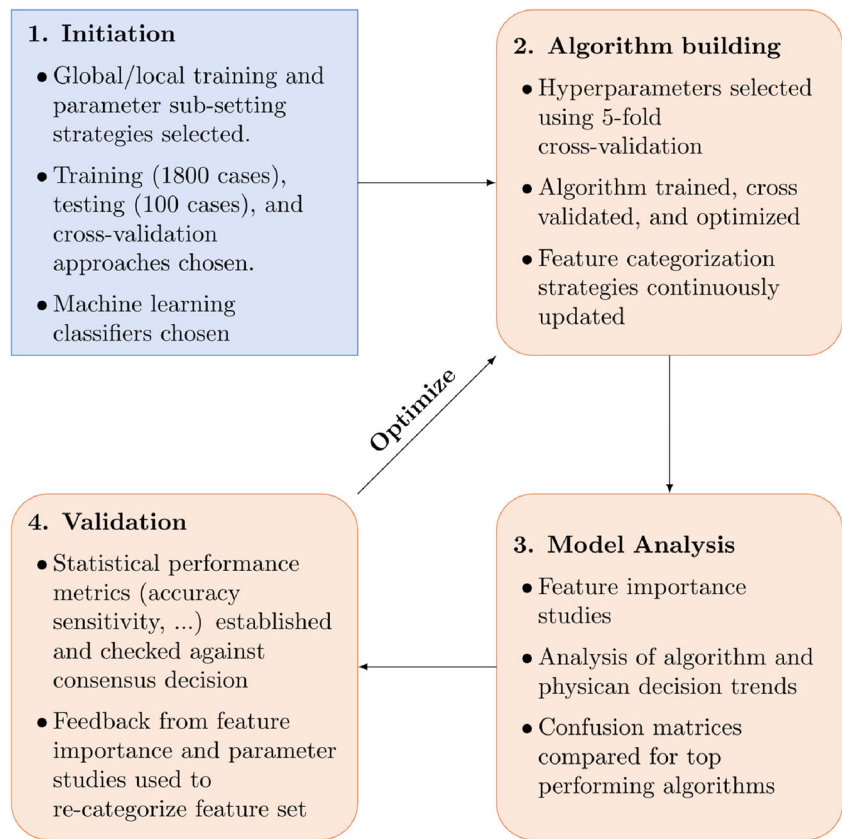 1. Initiation
• Global/local training and
parameter sub-setting
strategies selected.
• Training (1800 cases),
testing (100 cases), and
cross-validation
approaches chosen.
• Machine learning
classifiers chosen
2. Algorithm building
• Hyperparameters selected
using 5-fold
cross-validation
• Algorithm trained, cross
validated, and optimized
• Feature categorization
strategies continuously
updated
Optimize
3. Model Analysis
• Feature importance
studies
• Analysis of algorithm and
physican decision trends
• Confusion matrices
compared for top
performing algorithms
4. Validation
• Statistical performance
metrics (accuracy
sensitivity, ...) established
and checked against
consensus decision
• Feedback from feature
importance and parameter
studies used to
re-categorize feature set